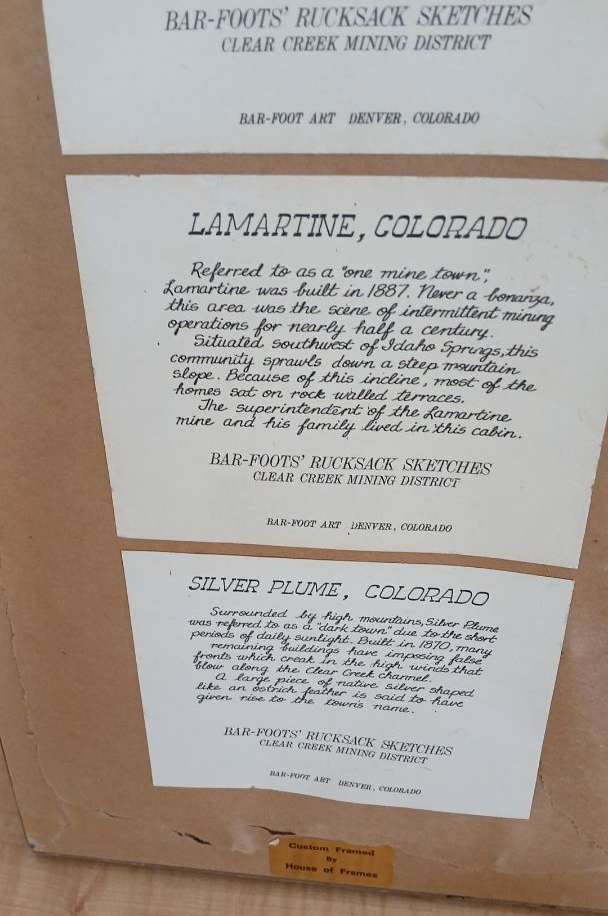 BAR-FOOTS' RUCKSACK SKETCHES
CLEAR CREEK MINING DISTRICT
BAR-FOOT ART DENVER, COLORADO
LAMARTINE, COLORADO
Referred to as a "one mine town",
Lamartine was built in 1887. Never a bonanza,
this area was the scene of intermittent mining
operations for nearly half a century.
Situated southwest of Idaho Springs, this
community sprawls down a steep mountain
slope. Because of this incline, most of the
homes sat on rock walled terraces.
The superintendent of the Lamartine
mine and his family lived in this cabin.
BAR-FOOTS' RUCKSACK SKETCHES
CLEAR CREEK MINING DISTRICT
BAR-FOOT ART DENVER, COLORADO
SILVER PLUME, COLORADO
Surrounded by high mountains, Silver Plume
was referred to as a "dark town" due to the short
periods of daily sunlight. Built in 1870, many
remaining buildings have imposing false
fronts which creak in the high winds that
blow along the Clear Creek channel.
A large piece of native silver shaped
like an ostrich feather is said to have
given rise to the town's name.
BAR-FOOTS' RUCKSACK SKETCHES
CLEAR CREEK MINING DISTRICT
BAR-FOOT ART DENVER, COLORADO
Custom Framed
By
House of Frames